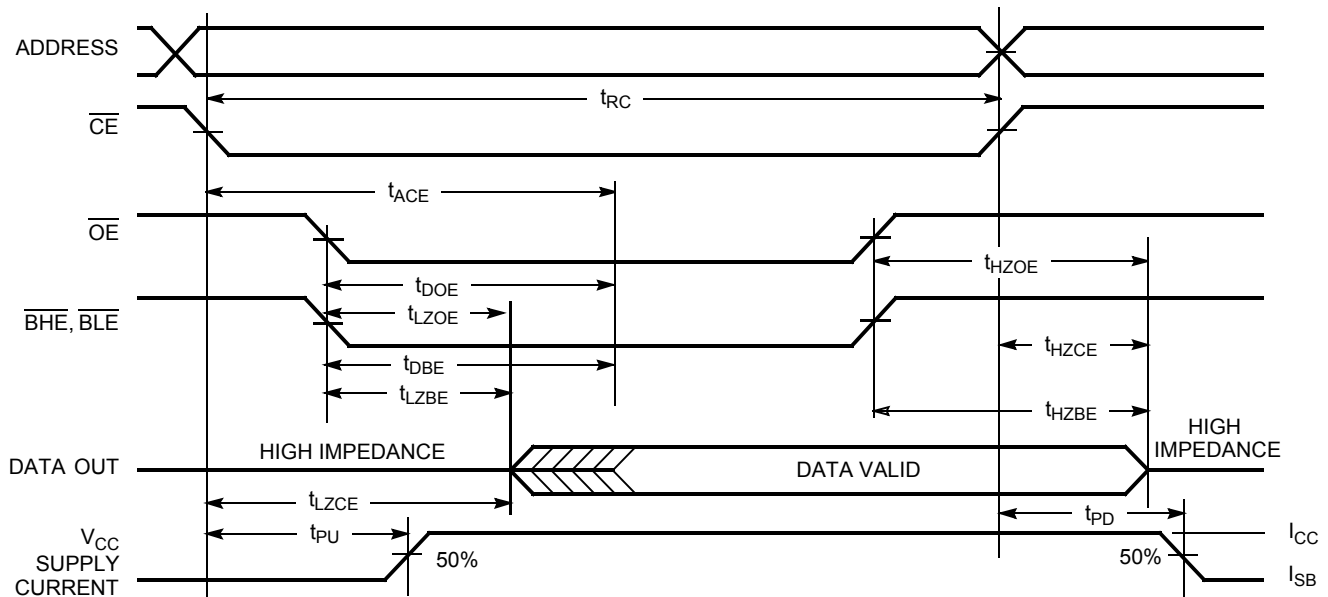 ADDRESS
tRC
CE
tACE
OE
tHZOE
tDOE
BHE, BLE
tLZOE
tHZCE
tDBE
tLZBE
tHZBE
HIGH IMPEDANCE
HIGH
IMPEDANCE
DATA OUT
DATA VALID
tLZCE
tPD
VCC
SUPPLY
CURRENT
tPU
50%
50%
ICC
ISB